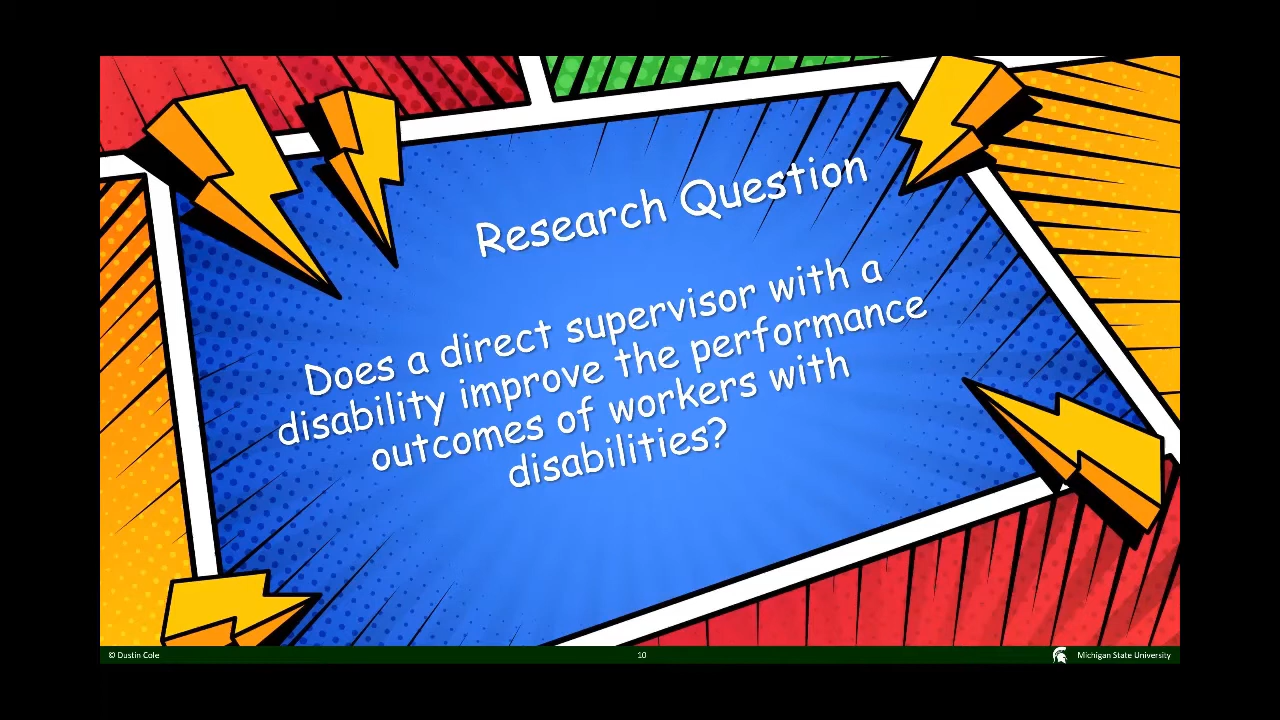 Research Question
Does a direct supervisor with a
disability improve the performance
outcomes of workers with
disabilities?
© Dustin Cole
10
Michigan State University